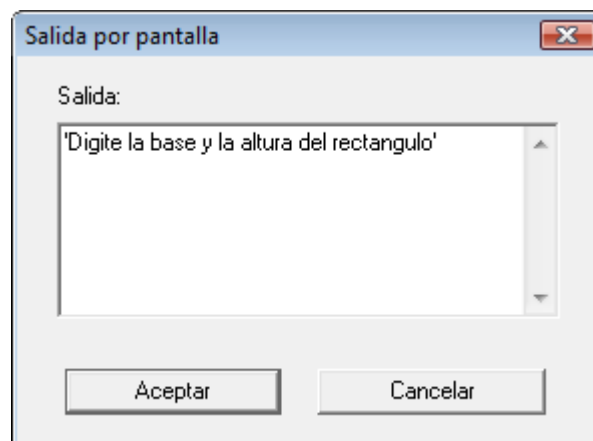 Salida por pantalla
Salida:
'Digite la base y la altura del rectangulo'
Aceptar
Cancelar